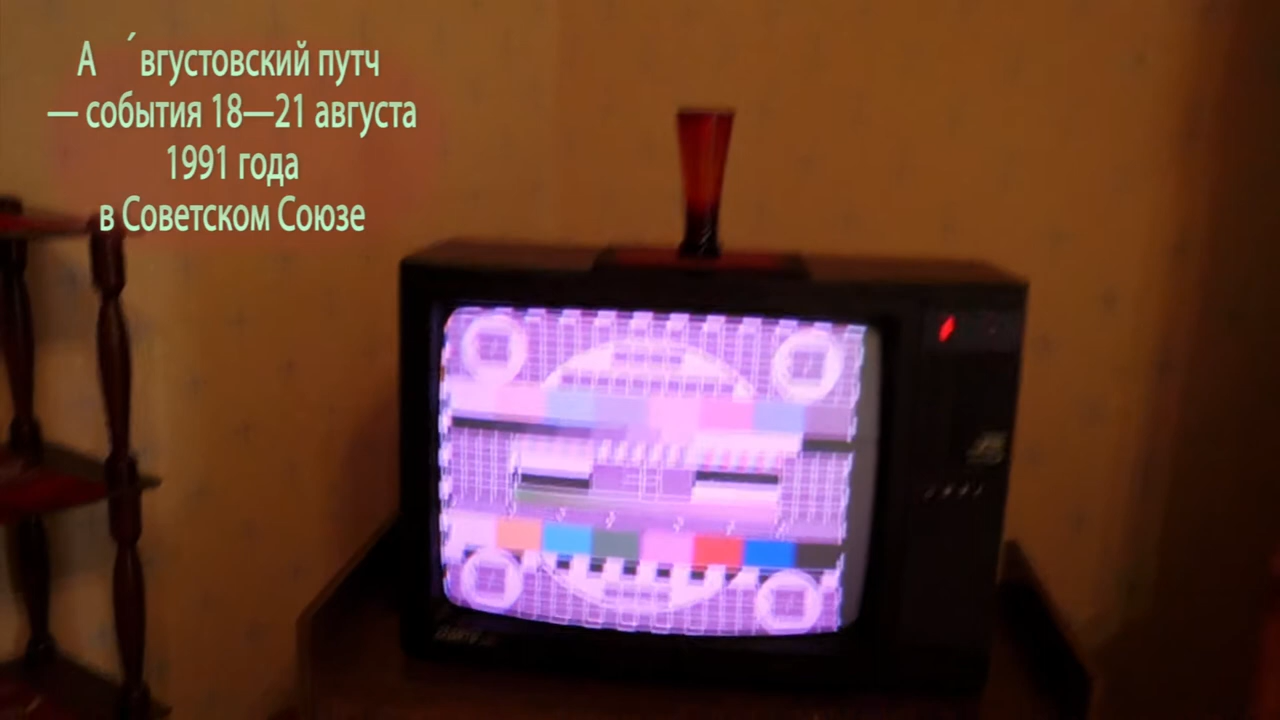 А ´вгустовский путч
— события 18—21 августа
1991 года
в Советском Союзе